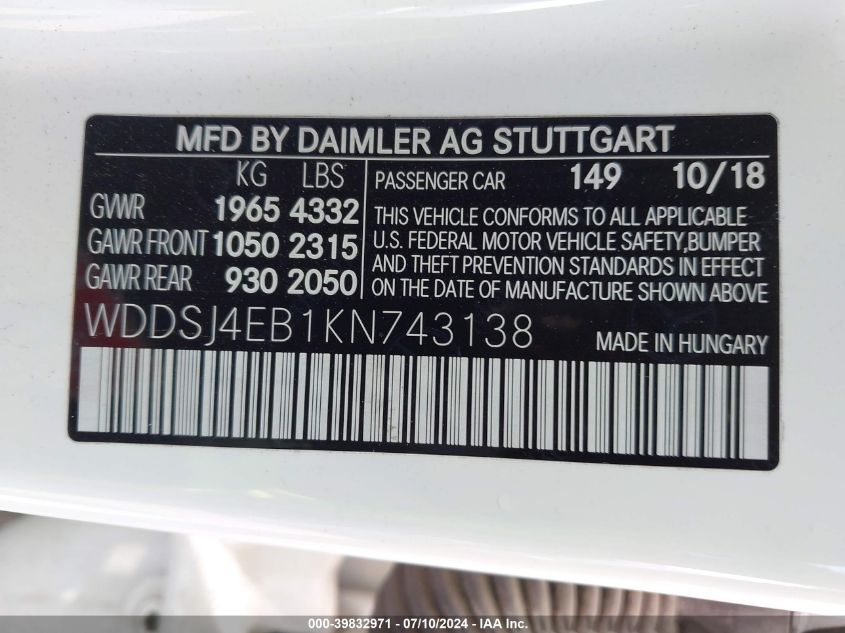 MFD BY DAIMLER AG STUTTGART
KG LBS
GVWR 1965 4332
GAWR FRONT 1050 2315
GAWR REAR 930 2050
PASSENGER CAR 149 10/18
THIS VEHICLE CONFORMS TO ALL APPLICABLE
U.S. FEDERAL MOTOR VEHICLE SAFETY,BUMPER
AND THEFT PREVENTION STANDARDS IN EFFECT
ON THE DATE OF MANUFACTURE SHOWN ABOVE
WDDSJ4EB1KN743138
MADE IN HUNGARY
000-39832971 - 07/10/2024 - IAA Inc.